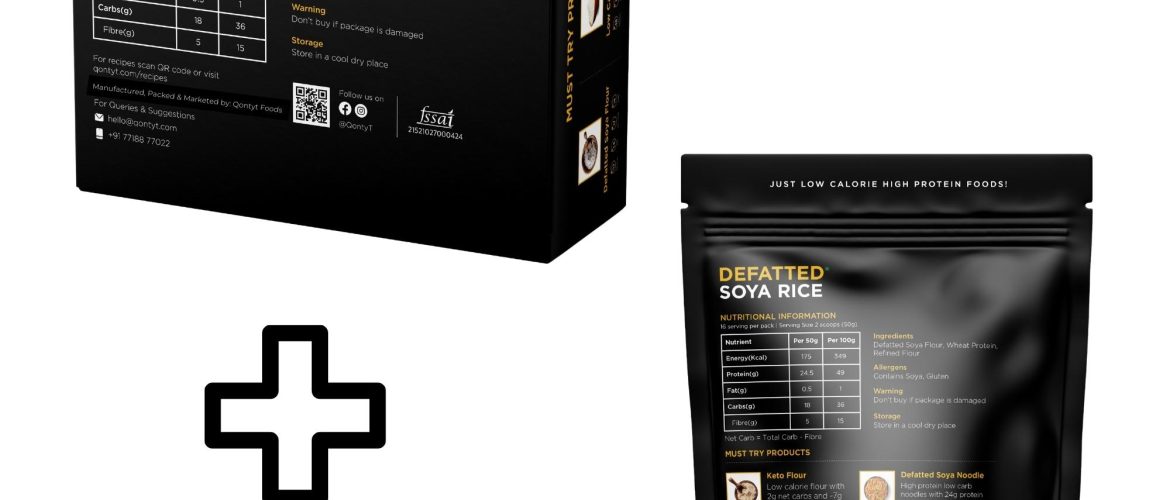 0.5 1
Carbs(g) 18 36
Fibre(g) 5 15
For recipes scan QR code or visit
qontyt.com/recipes
Manufactured, Packed & Marketed by: Qontyt Foods
For Queries & Suggestions
hello@qontyt.com
+91 77188 77022
Warning
Don't buy if package is damaged
Storage
Store in a cool dry place
Follow us on
@QontyT
fssai
21521027000424
MUST TRY PR
Low Ca
Defatted Soya Flour
JUST LOW CALORIE HIGH PROTEIN FOODS!
DEFATTED
SOYA RICE
NUTRITIONAL INFORMATION
16 serving per pack | Serving Size 2 scoops (50g)
Nutrient Per 50g Per 100g
Energy(Kcal) 175 349
Protein(g) 24.5 49
Fat(g) 0.5 1
Carbs(g) 18 36
Fibre(g) 5 15
Net Carb = Total Carb - Fibre
Ingredients
Defatted Soya Flour, Wheat Protein,
Refined Flour
Allergens
Contains Soya, Gluten
Warning
Don't buy if package is damaged
Storage
Store in a cool dry place
MUST TRY PRODUCTS
Keto Flour
Low calorie flour with
2g net carbs and ~7g
Defatted Soya Noodle
High protein low carb
noodles with 24g protein